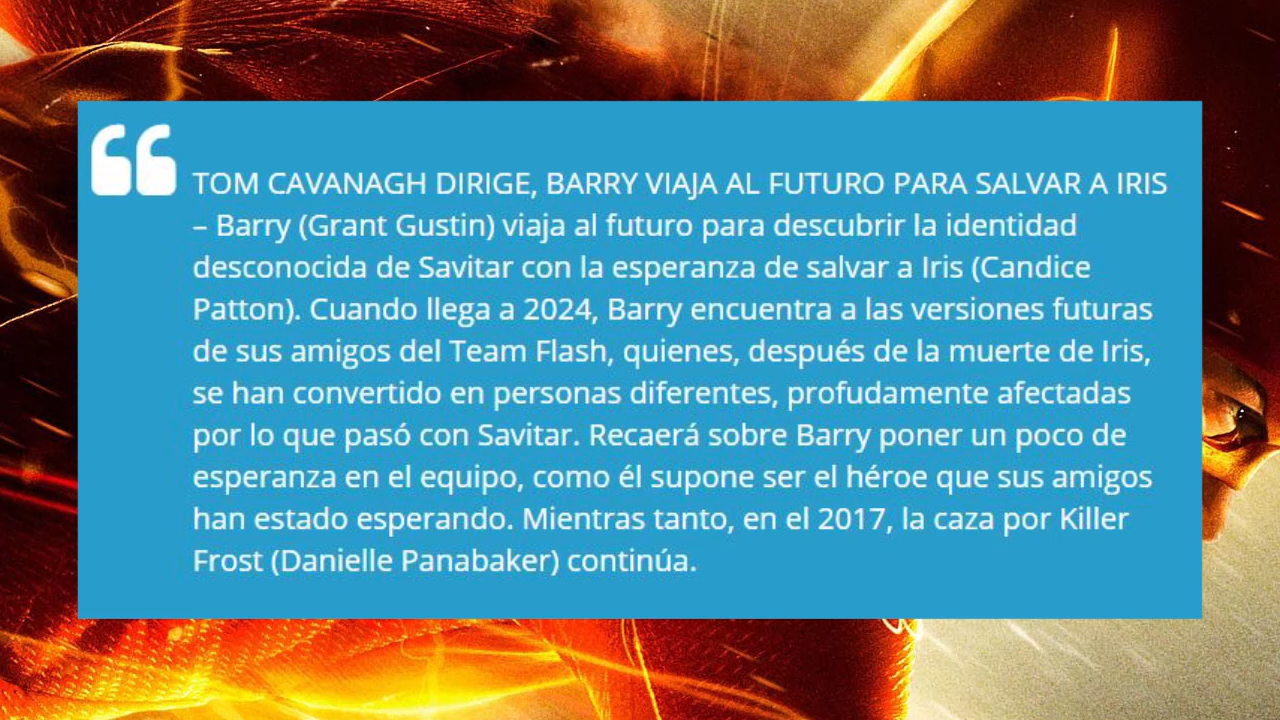 “
TOM CAVANAGH DIRIGE, BARRY VIAJA AL FUTURO PARA SALVAR A IRIS
– Barry (Grant Gustin) viaja al futuro para descubrir la identidad
desconocida de Savitar con la esperanza de salvar a Iris (Candice
Patton). Cuando llega a 2024, Barry encuentra a las versiones futuras
de sus amigos del Team Flash, quienes, después de la muerte de Iris,
se han convertido en personas diferentes, profudamente afectadas
por lo que pasó con Savitar. Recaerá sobre Barry poner un poco de
esperanza en el equipo, como él supone ser el héroe que sus amigos
han estado esperando. Mientras tanto, en el 2017, la caza por Killer
Frost (Danielle Panabaker) continúa.